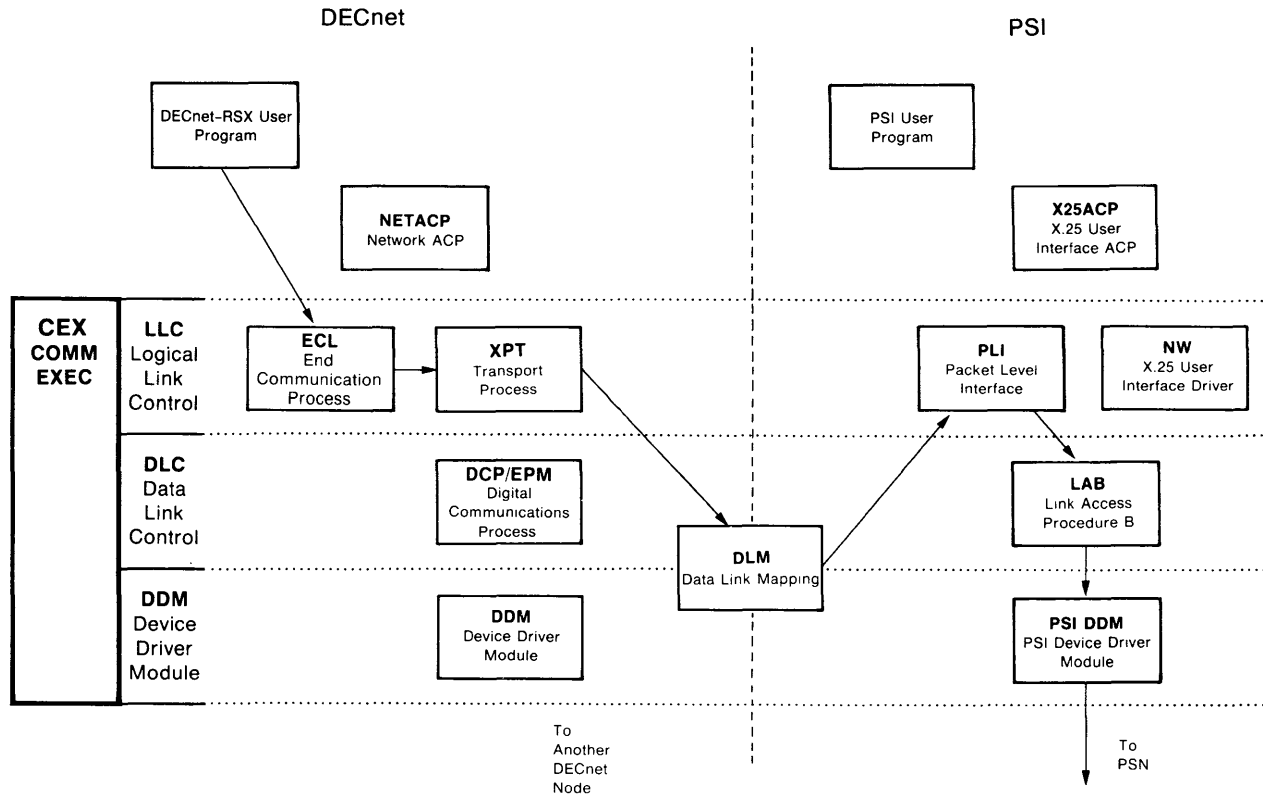 DECnet
PSI
DECnet-RSX User
Program
PSI User
Program
NETACP
Network ACP
X25ACP
X.25 User
Interface ACP
CEX
COMM
EXEC
LLC
Logical
Link
Control
ECL
End
Communication
Process
XPT
Transport
Process
PLI
Packet Level
Interface
NW
X.25 User
Interface Driver
DLC
Data
Link
Control
DCP/EPM
Digital
Communications
Process
DLM
Data Link Mapping
LAB
Link Access
Procedure B
DDM
Device
Driver
Module
DDM
Device Driver
Module
PSI DDM
PSI Device Driver
Module
To
Another
DECnet
Node
To
PSN